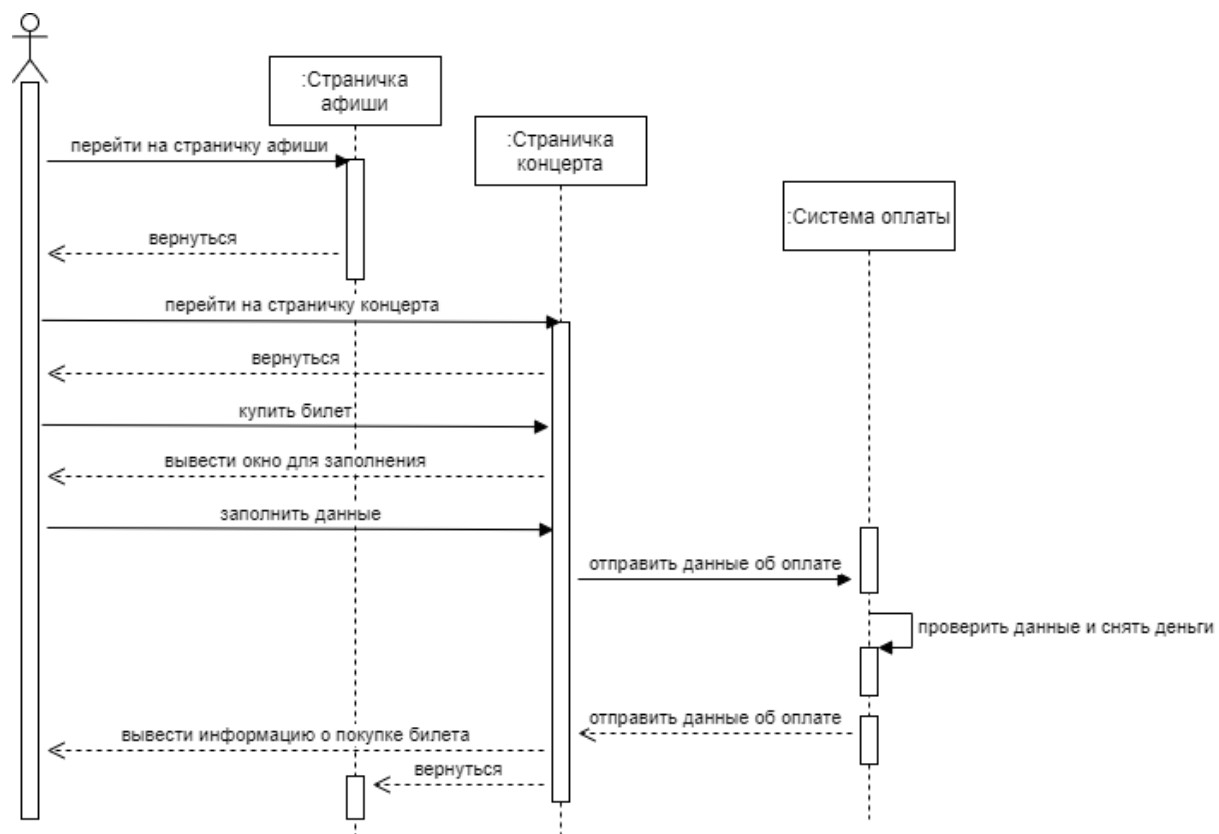 :Страничка
афиши
:Страничка
концерта
:Система оплаты
перейти на страничку афиши
вернуться
перейти на страничку концерта
вернуться
купить билет
вывести окно для заполнения
заполнить данные
отправить данные об оплате
проверить данные и снять деньги
отправить данные об оплате
вывести информацию о покупке билета
вернуться